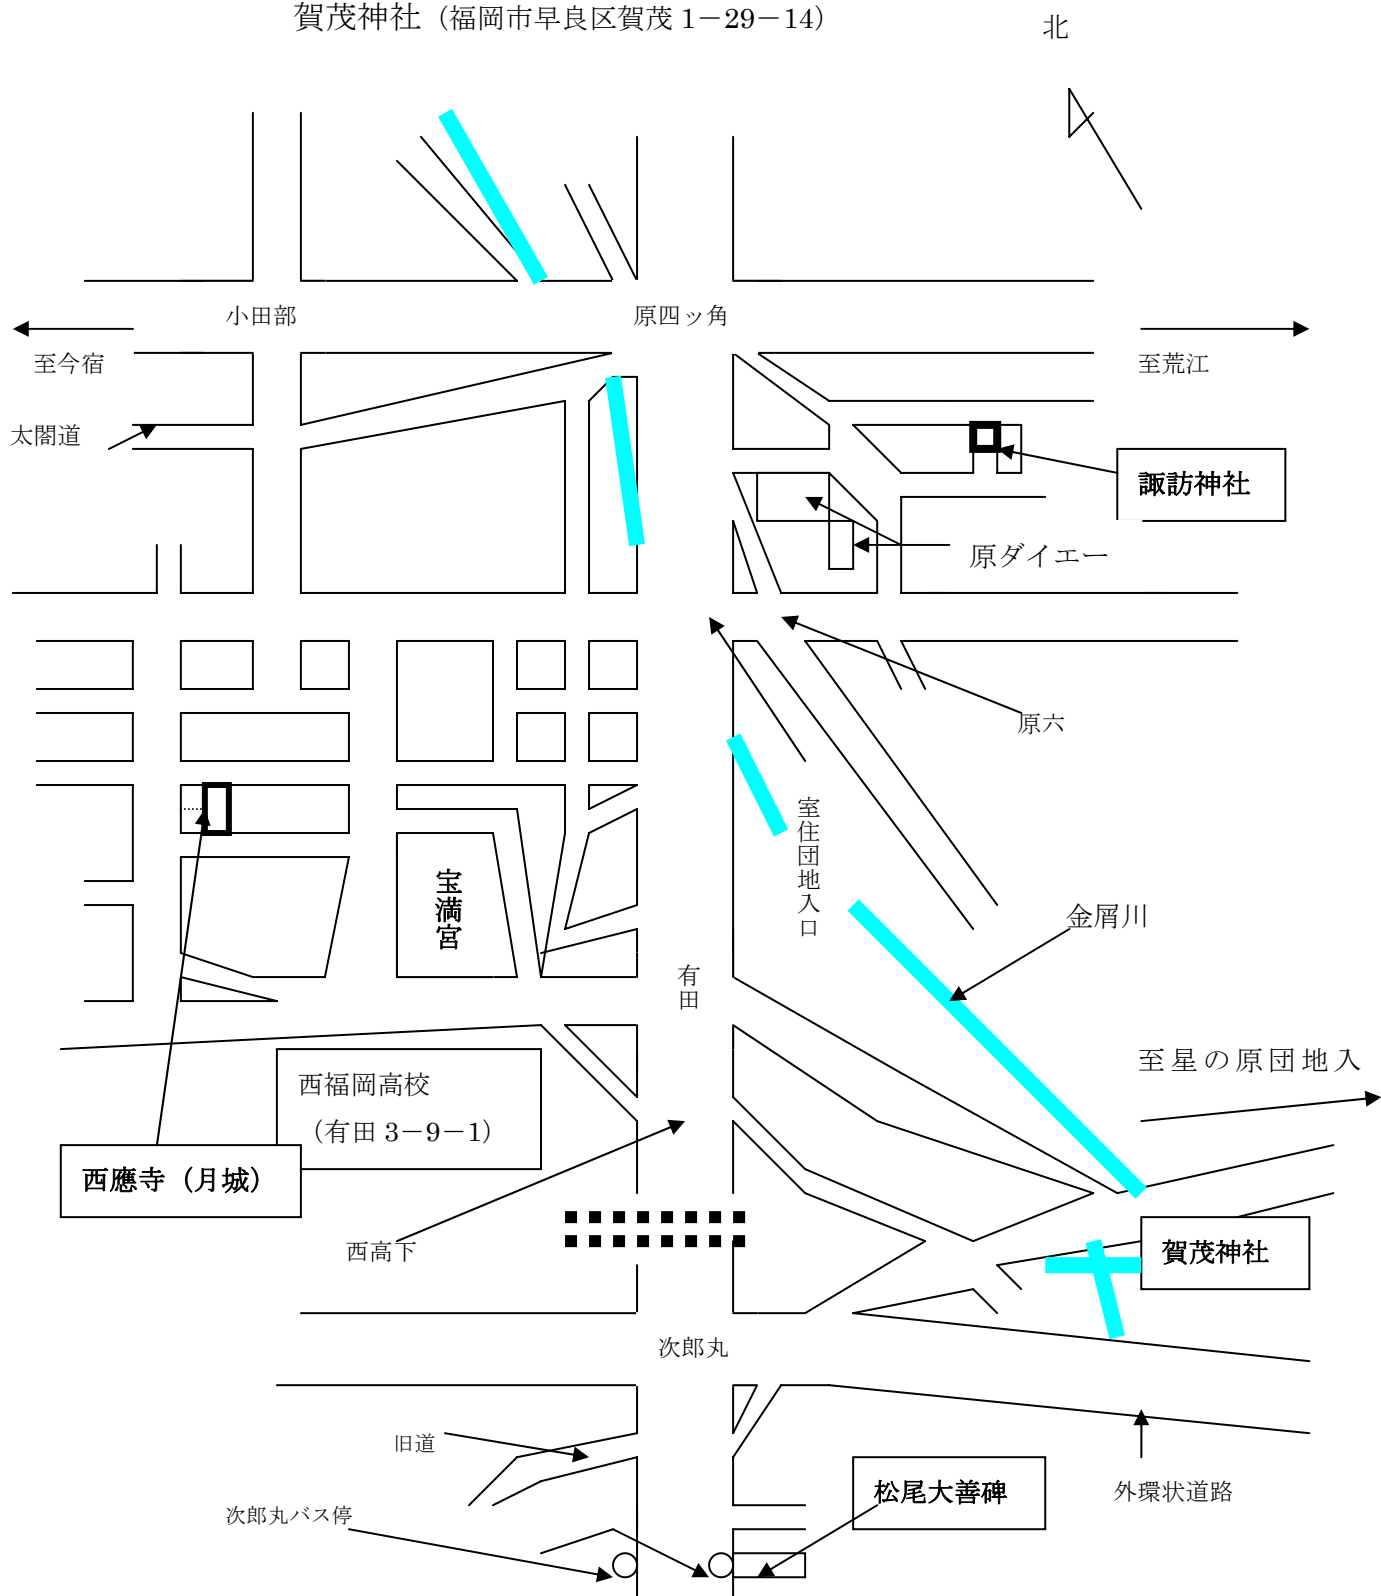 賀茂神社（福岡市早良区賀茂 1－29－14）
北
小田部
原四ッ角
至今宿
至荒江
太閤道
諏訪神社
原ダイエー
原六
室住団地入口
宝満宮
金屑川
有田
至星の原団地入
西福岡高校
（有田 3－9－1）
西應寺（月城）
西高下
賀茂神社
次郎丸
旧道
松尾大善碑
外環状道路
次郎丸バス停